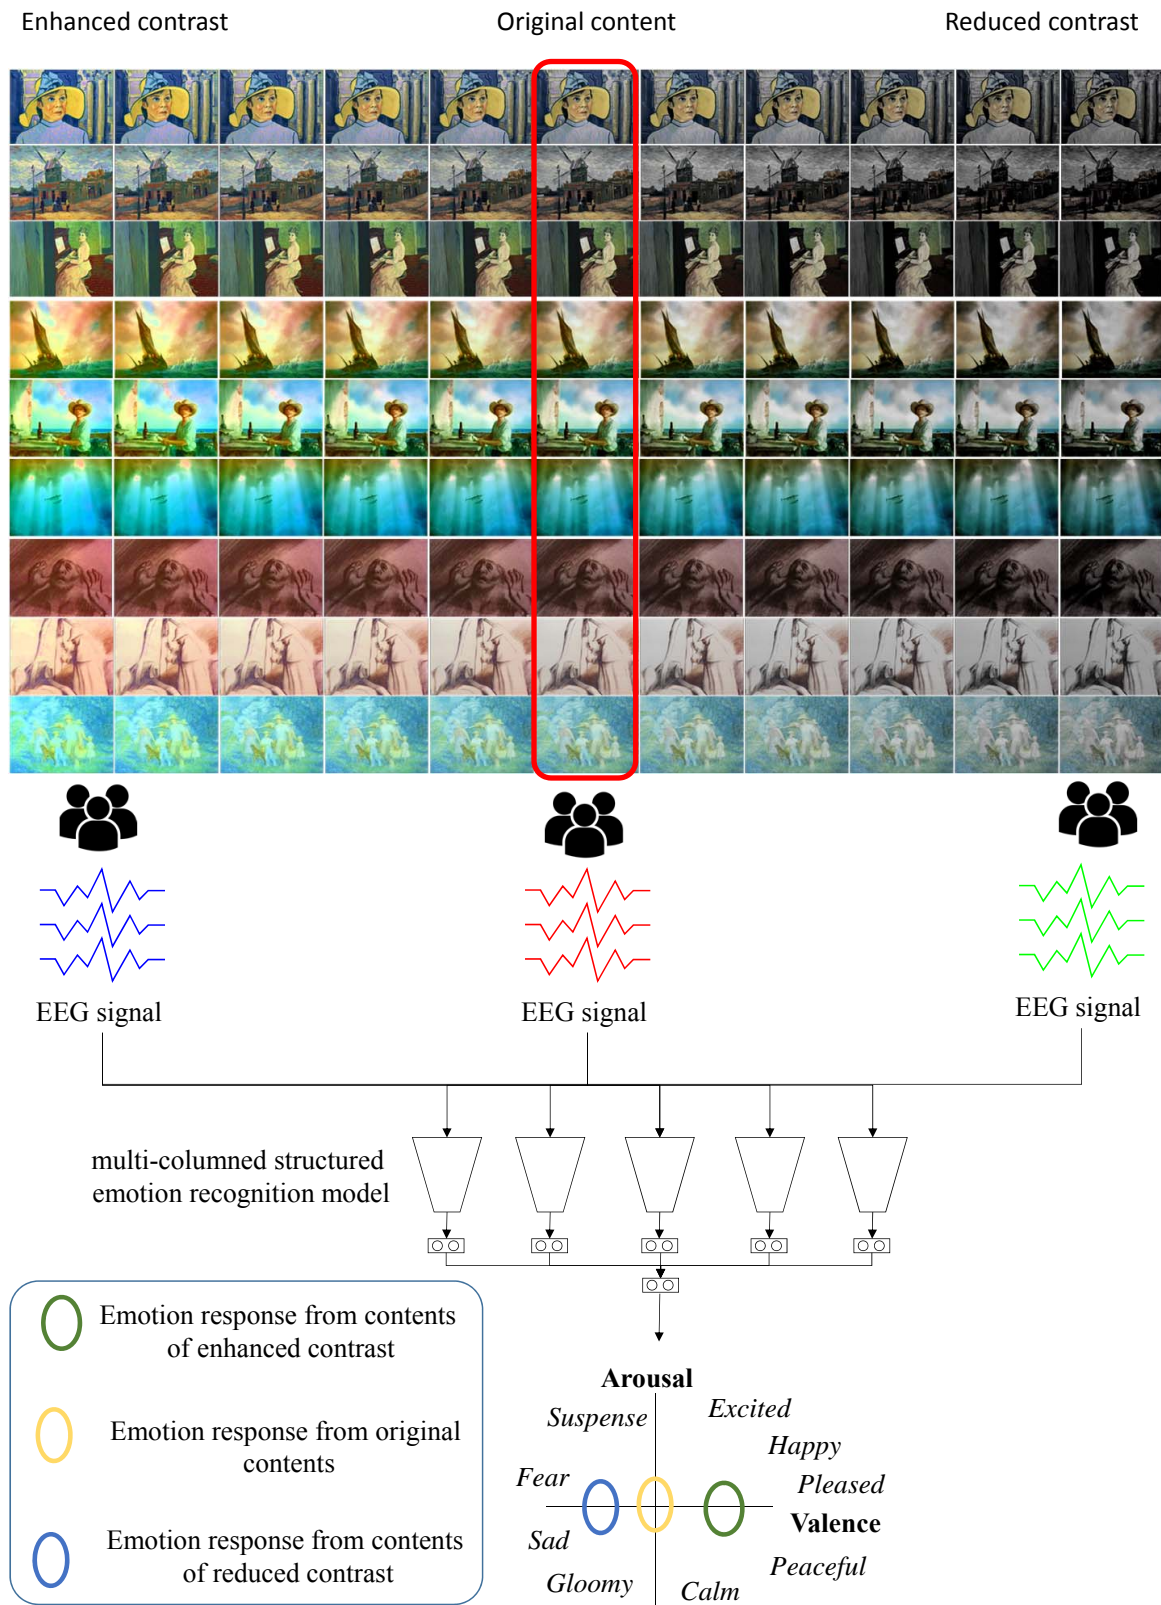 Enhanced contrast
Original content
Reduced contrast
EEG signal
EEG signal
EEG signal
multi-columned structured
emotion recognition model
Emotion response from contents
of enhanced contrast
Emotion response from original
contents
Emotion response from contents
of reduced contrast
Arousal
Suspense
Excited
Happy
Fear
Pleased
Valence
Sad
Peaceful
Gloomy
Calm